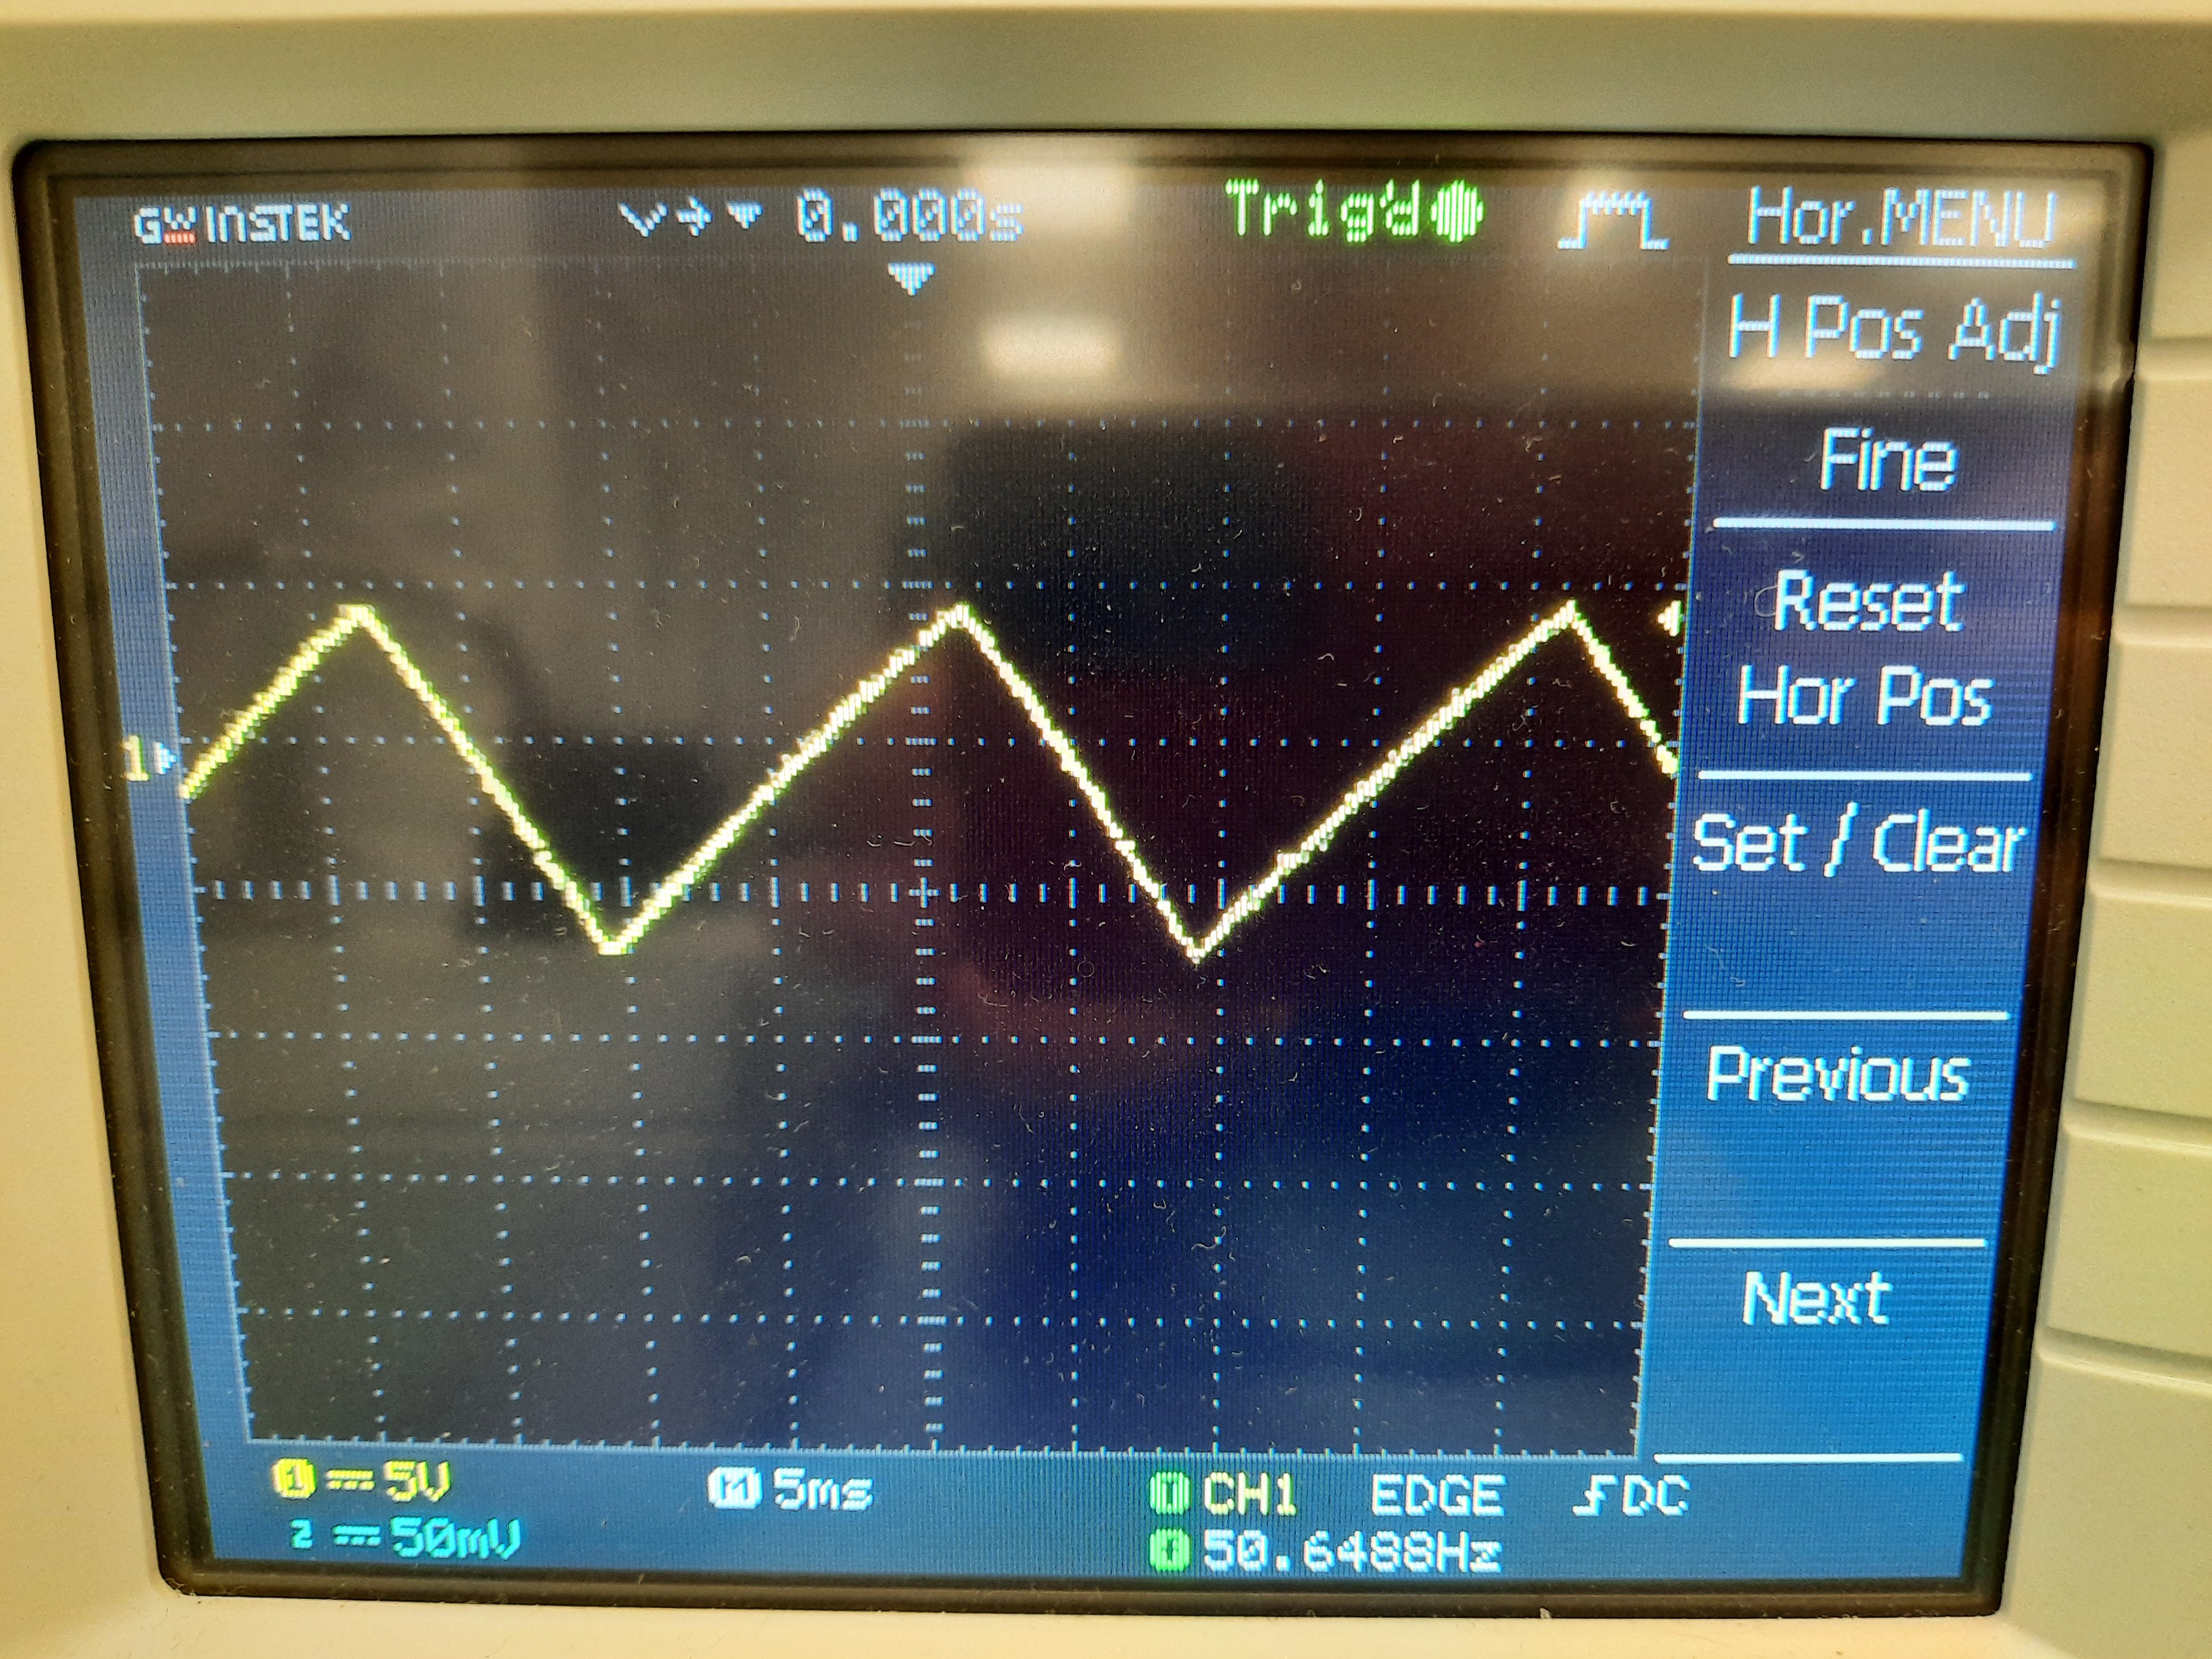 GW INSTEK 0.000s Trig'd Hor.MENU
H Pos Adj
Fine
Reset
Hor Pos
1
Set / Clear
Previous
Next
1 5V M 5ms CH1 EDGE DC
2 50mV 50.6488Hz